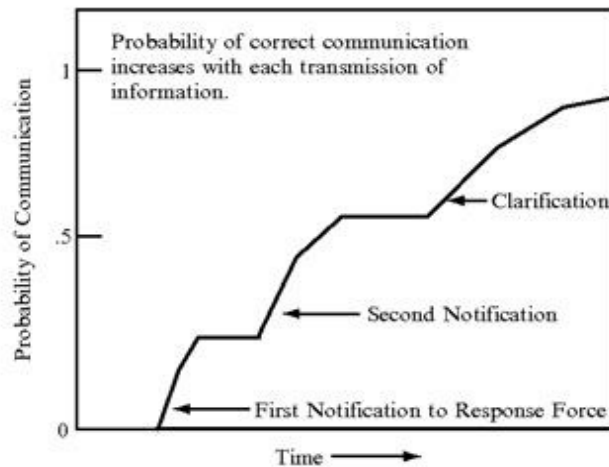 Probability of correct communication
increases with each transmission of
information.
1
Clarification
.5
Probability of Communication
Second Notification
First Notification to Response Force
0
Time